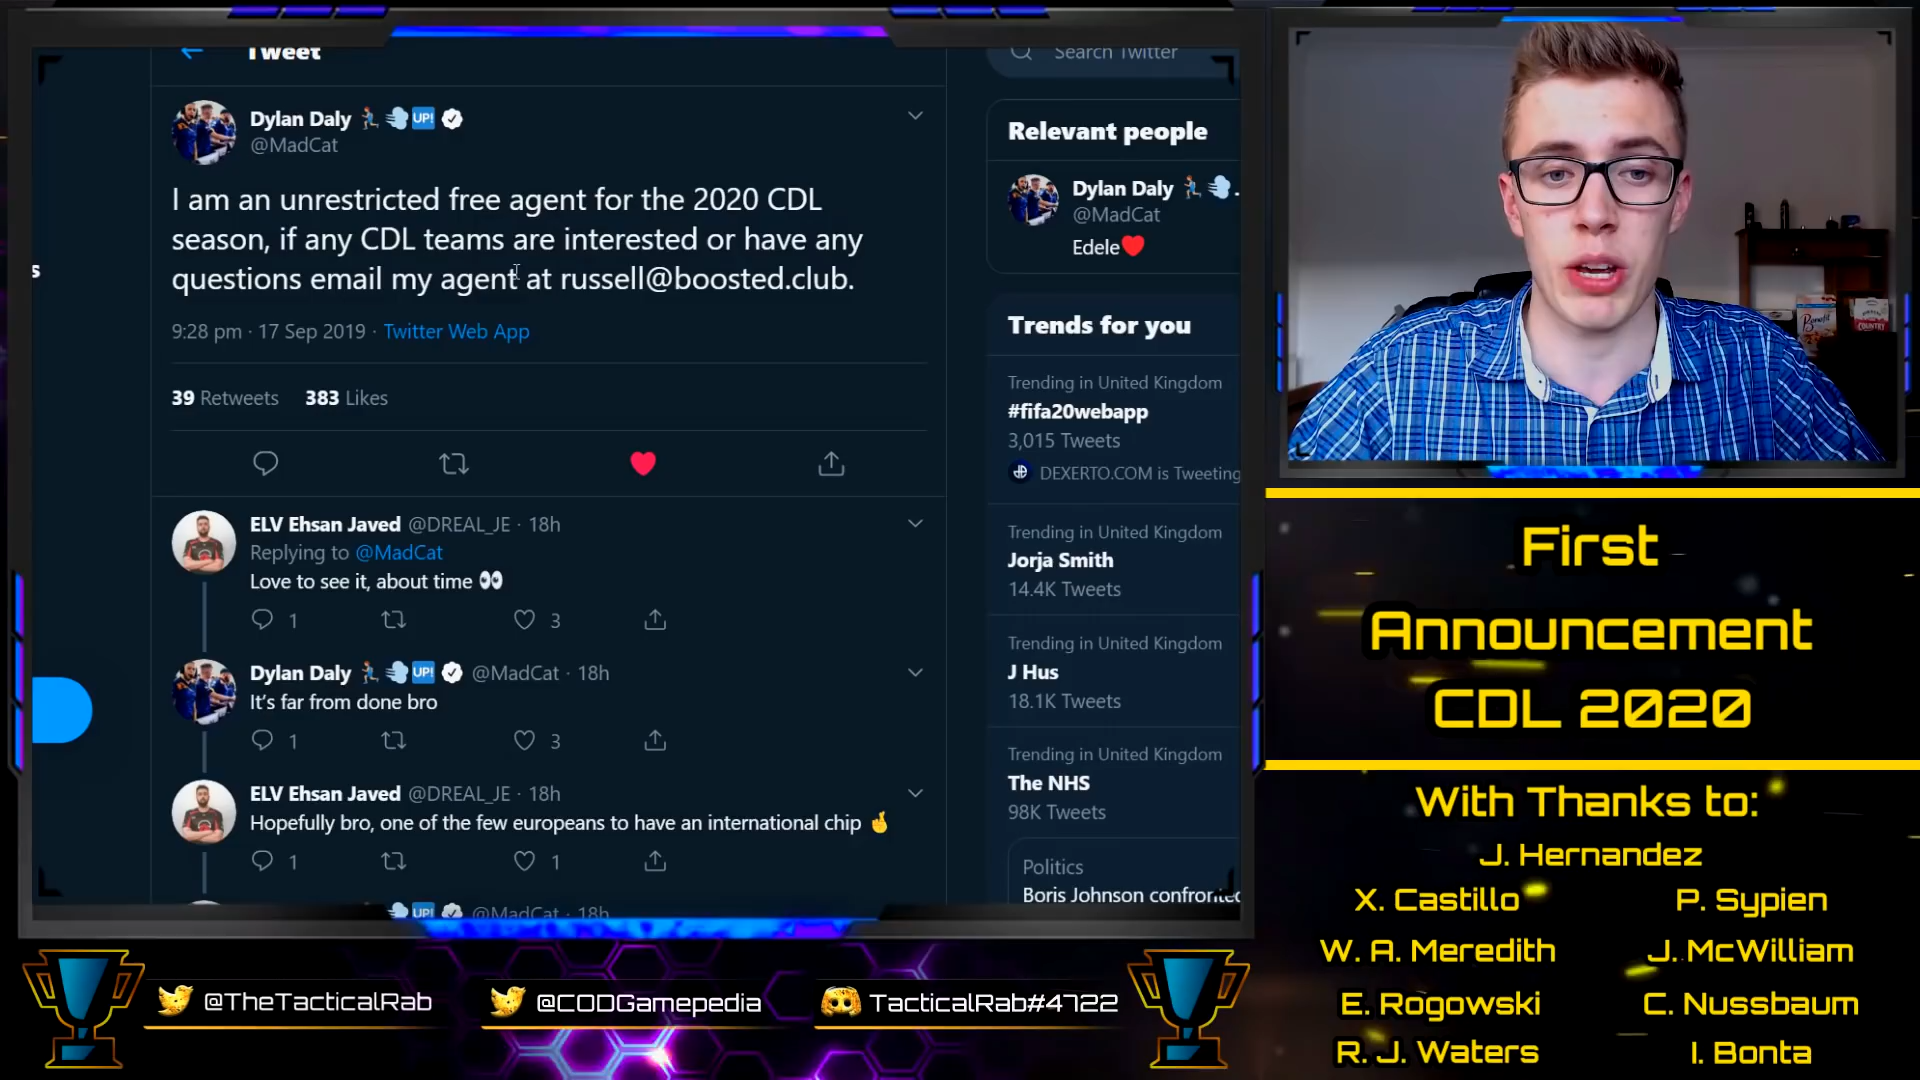 Tweet
Search Twitter
s
Dylan Daly UP!
@MadCat
I am an unrestricted free agent for the 2020 CDL
season, if any CDL teams are interested or have any
questions email my agent at russell@boosted.club.
9:28 pm · 17 Sep 2019 · Twitter Web App
39 Retweets 383 Likes
ELV Ehsan Javed @DREAL_JE · 18h
Replying to @MadCat
Love to see it, about time 👀
1 3
Dylan Daly UP! @MadCat · 18h
It's far from done bro
1 3
ELV Ehsan Javed @DREAL_JE · 18h
Hopefully bro, one of the few europeans to have an international chip 🤞
1 1
UP! @MadCat · 18h
Relevant people
Dylan Daly
@MadCat
Edele❤️
Trends for you
Trending in United Kingdom
#fifa20webapp
3,015 Tweets
DEXERTO.COM is Tweeting
Trending in United Kingdom
Jorja Smith
14.4K Tweets
Trending in United Kingdom
J Hus
18.1K Tweets
Trending in United Kingdom
The NHS
98K Tweets
Politics
Boris Johnson confronted
First
Announcement
CDL 2020
With Thanks to:
J. Hernandez
X. Castillo P. Sypien
W. A. Meredith J. McWilliam
E. Rogowski C. Nussbaum
R. J. Waters I. Bonta
@TheTacticalRab @CODGamepedia TacticalRab#4722